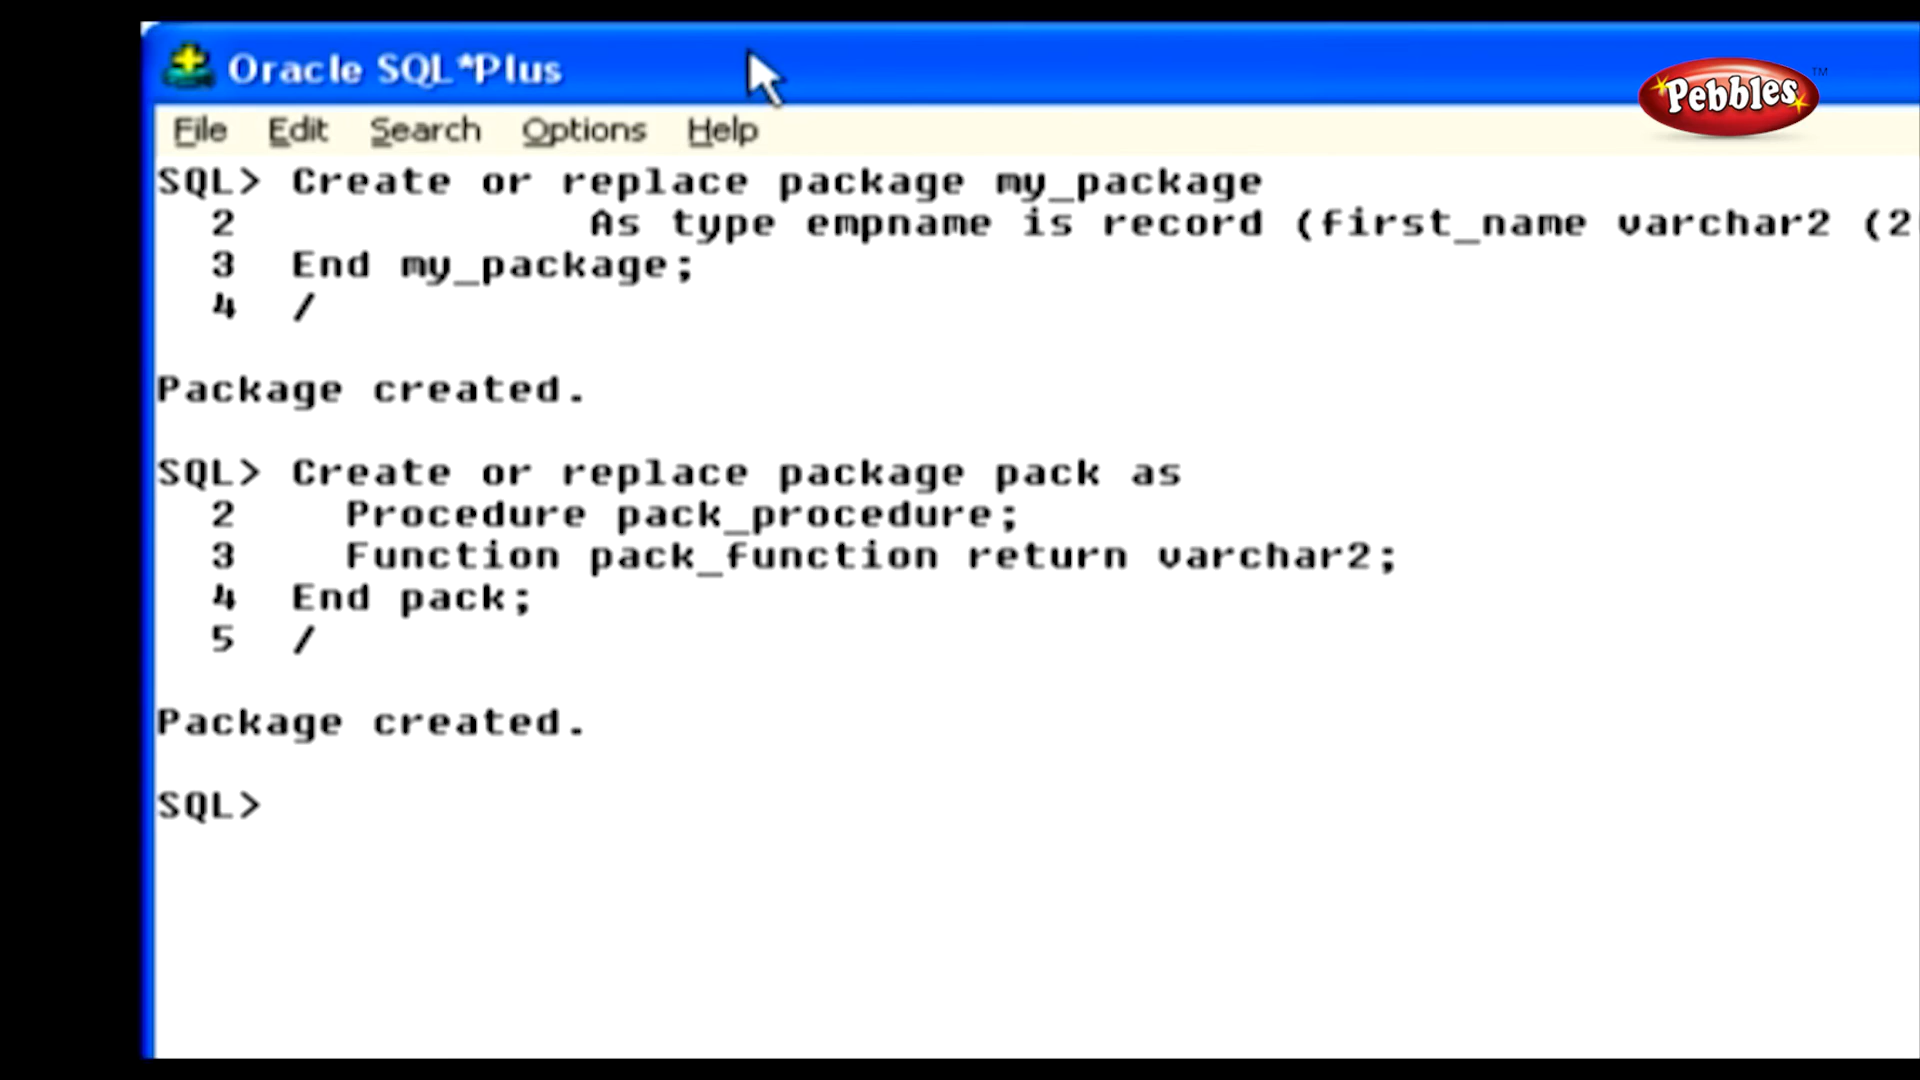 Oracle SQL*Plus
Pebbles™
File Edit Search Options Help
SQL> Create or replace package my_package
2 As type empname is record (first_name varchar2 (2
3 End my_package;
4 /
Package created.
SQL> Create or replace package pack as
2 Procedure pack_procedure;
3 Function pack_function return varchar2;
4 End pack;
5 /
Package created.
SQL>